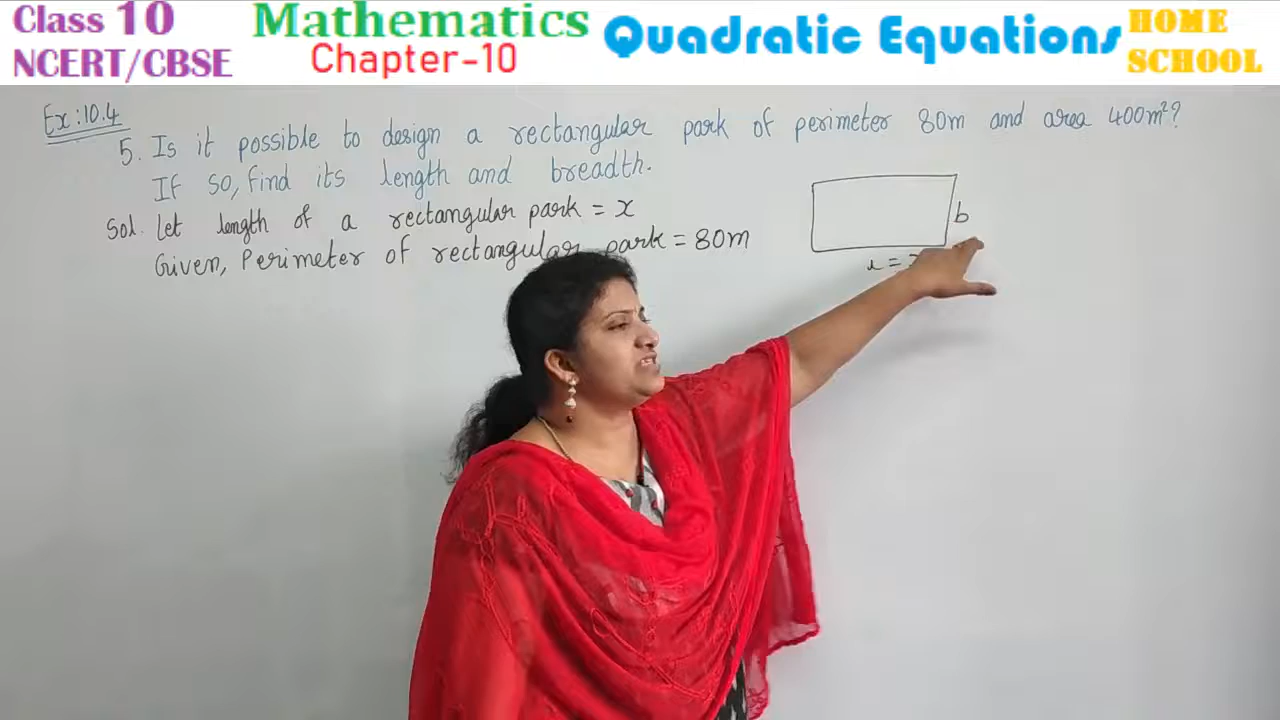 Class 10
NCERT/CBSE
Mathematics
Chapter-10
Quadratic Equations
HOME
SCHOOL
Ex:10.4
5. Is it possible to design a rectangular park of perimeter 80m and area 400m²?
If so, find its length and breadth.
Sol. Let length of a rectangular park = x
Given, Perimeter of rectangular park = 80m
b
l =